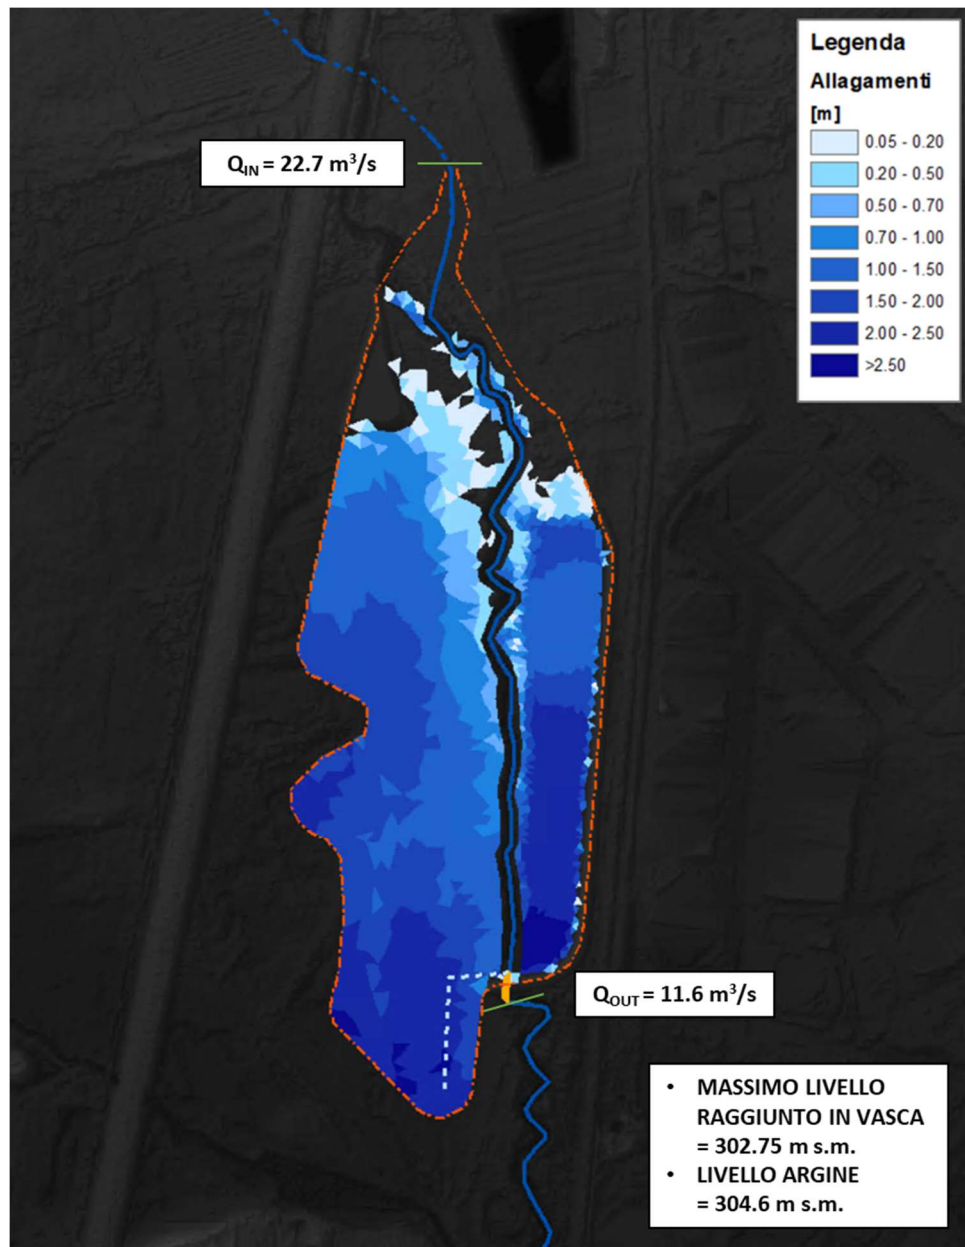 Legenda
Allagamenti
[m]
0.05 - 0.20
0.20 - 0.50
0.50 - 0.70
0.70 - 1.00
1.00 - 1.50
1.50 - 2.00
2.00 - 2.50
>2.50
Q_IN = 22.7 m³/s
Q_OUT = 11.6 m³/s
• MASSIMO LIVELLO
RAGGIUNTO IN VASCA
= 302.75 m s.m.
• LIVELLO ARGINE
= 304.6 m s.m.